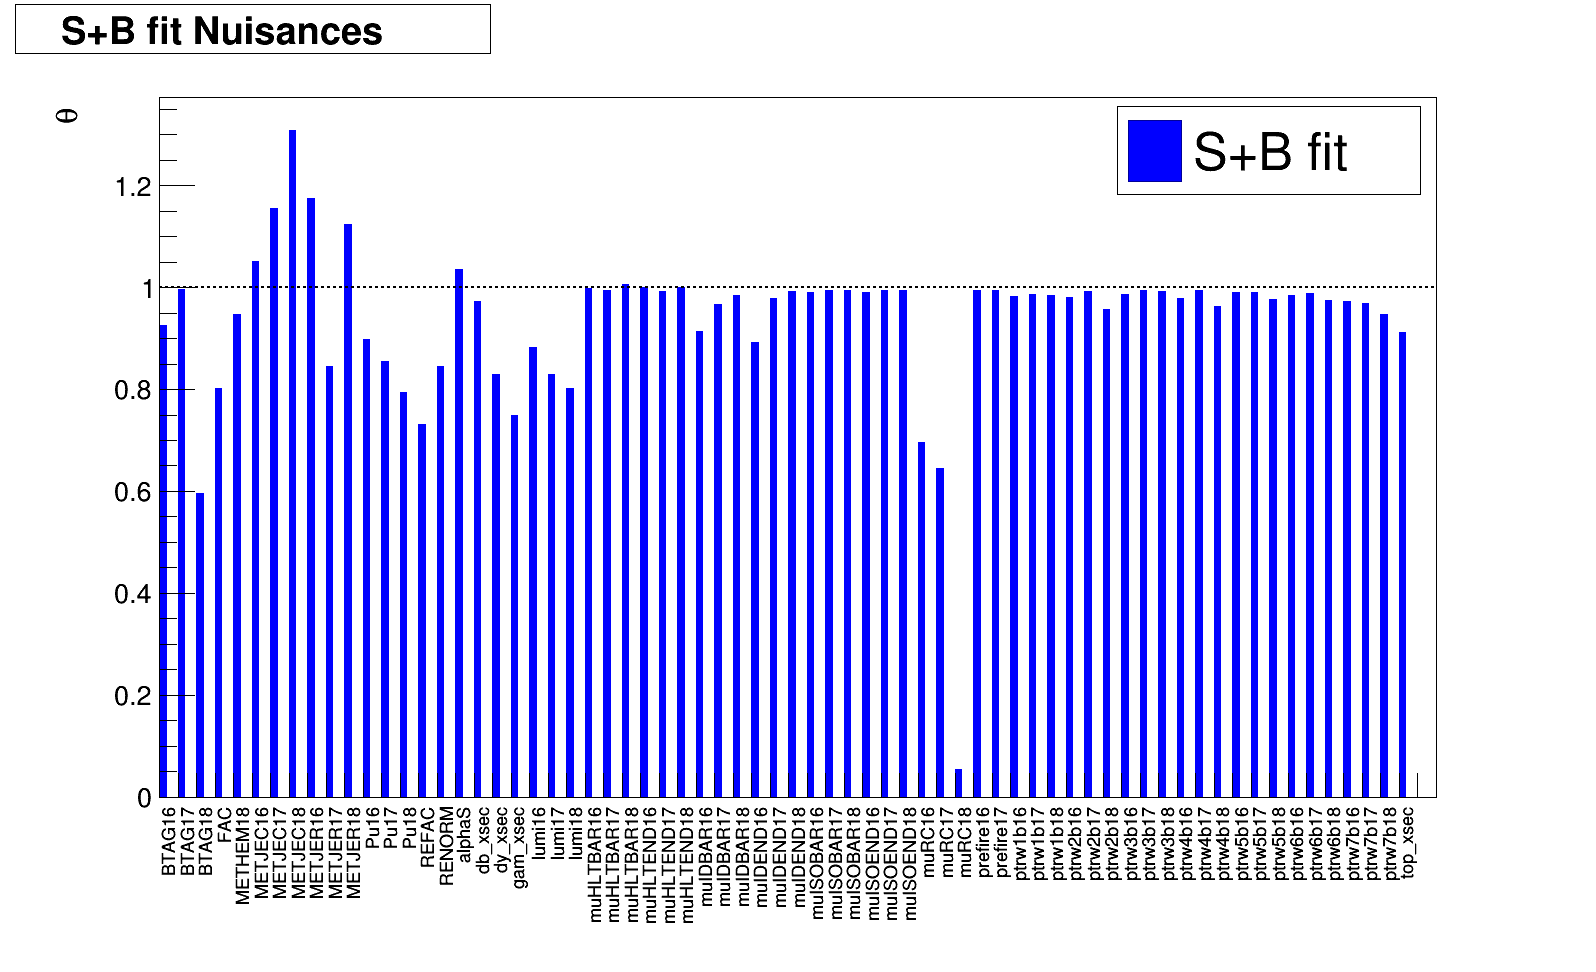 S+B fit Nuisances
θ
S+B fit
1.2
1
0.8
0.6
0.4
0.2
0
BTAG16
BTAG17
BTAG18
FAC
METHEM18
METJEC16
METJEC17
METJEC18
METJER16
METJER17
METJER18
Pu16
Pu17
Pu18
REFAC
RENORM
alphaS
db_xsec
dy_xsec
gam_xsec
lumi16
lumi17
lumi18
muHLTBAR16
muHLTBAR17
muHLTBAR18
muHLTEND16
muHLTEND17
muHLTEND18
muIDBAR16
muIDBAR17
muIDBAR18
muIDEND16
muIDEND17
muIDEND18
muISOBAR16
muISOBAR17
muISOBAR18
muISOEND16
muISOEND17
muISOEND18
muRC16
muRC17
muRC18
prefire16
prefire17
ptrw1b16
ptrw1b17
ptrw1b18
ptrw2b16
ptrw2b17
ptrw2b18
ptrw3b16
ptrw3b17
ptrw3b18
ptrw4b16
ptrw4b17
ptrw4b18
ptrw5b16
ptrw5b17
ptrw5b18
ptrw6b16
ptrw6b17
ptrw6b18
ptrw7b16
ptrw7b17
ptrw7b18
top_xsec